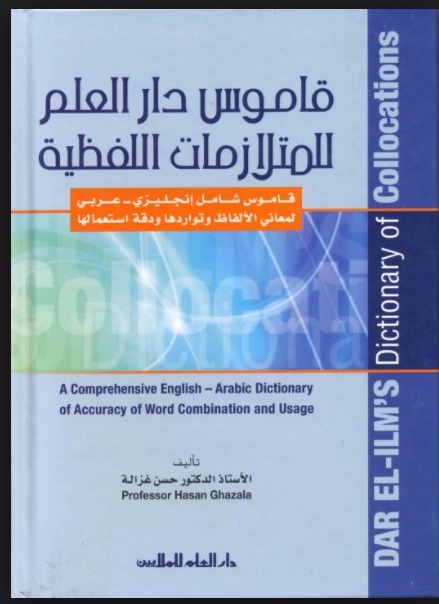 قاموس دار العلم
للمتلازمات اللفظية
قاموس شامل إنجليزي - عربي
لمعاني الألفاظ وتواردها ودقة استعمالها
Collocati
Dictiona
A Comprehensive English – Arabic Dictionary
of Accuracy of Word Combination and Usage
تأليف
الأستاذ الدكتور حسن غزالة
Professor Hasan Ghazala
دار العلم للملايين
DAR EL-ILM'S Dictionary of Collocations